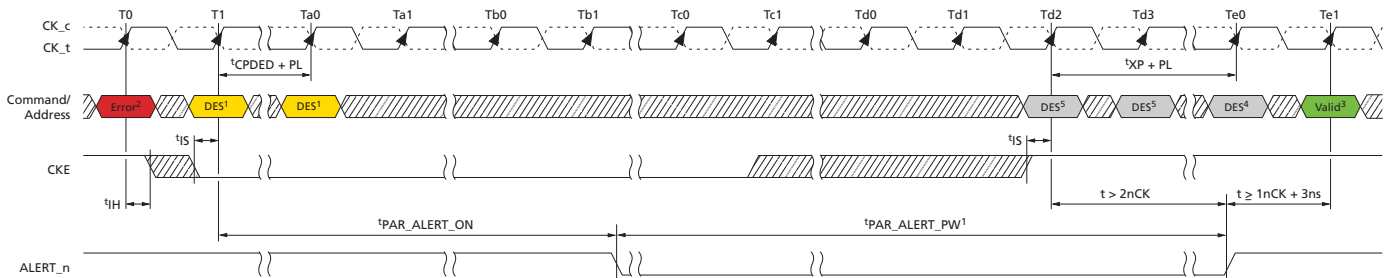 T0 T1 Ta0 Ta1 Tb0 Tb1 Tc0 Tc1 Td0 Td1 Td2 Td3 Te0 Te1
CK_c
CK_t
tCPDED + PL
tXP + PL
Command/
Address
Error2
DES1
DES1
DES5
DES5
DES4
Valid3
tIS
tIS
CKE
tIH
t > 2nCK
t ≥ 1nCK + 3ns
tPAR_ALERT_ON
tPAR_ALERT_PW1
ALERT_n